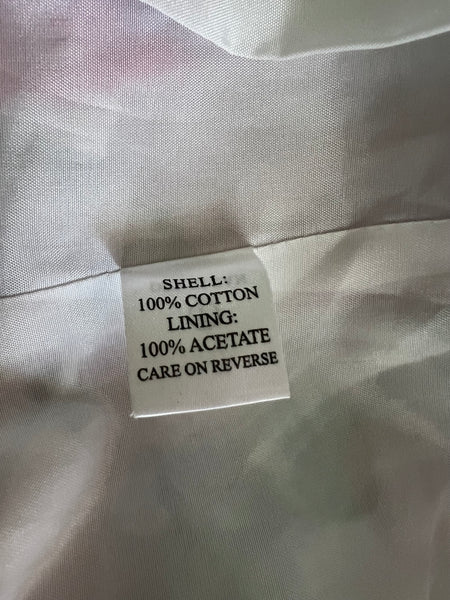 SHELL:
100% COTTON
LINING:
100% ACETATE
CARE ON REVERSE